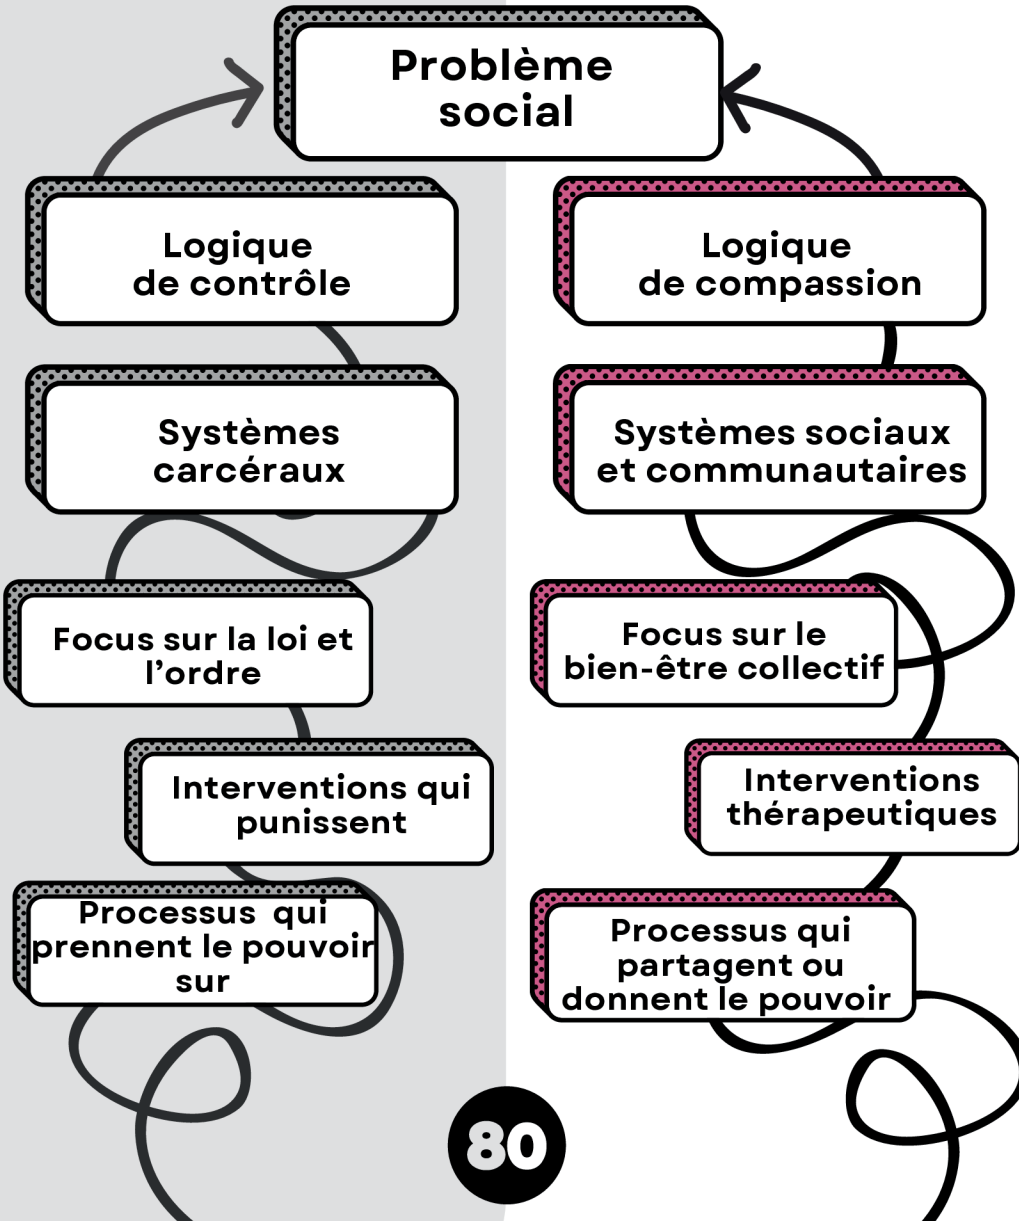 Problème
social
Logique
de contrôle
Systèmes
carcéraux
Focus sur la loi et
l’ordre
Interventions qui
punissent
Processus qui
prennent le pouvoir
sur
Logique
de compassion
Systèmes sociaux
et communautaires
Focus sur le
bien-être collectif
Interventions
thérapeutiques
Processus qui
partagent ou
donnent le pouvoir
80